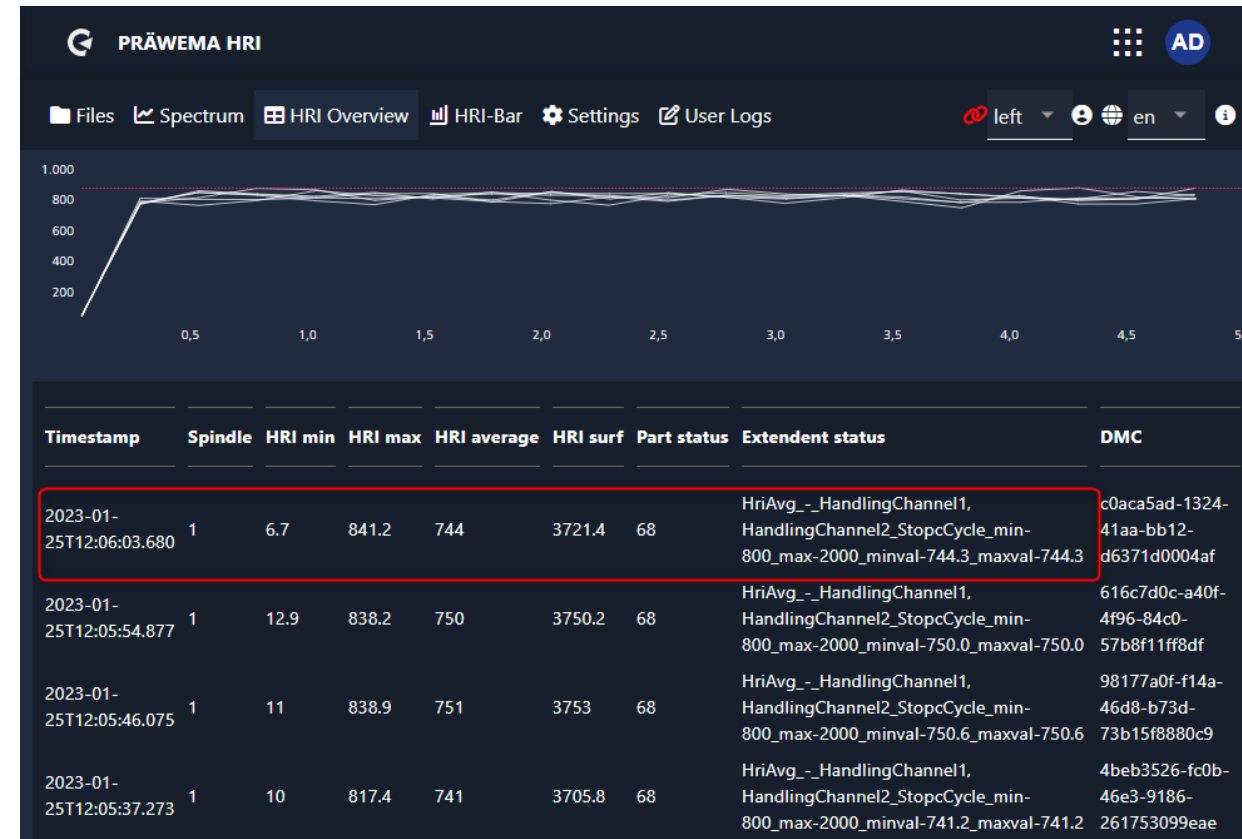 PRÄWEMA HRI
AD
Files Spectrum HRI Overview HRI-Bar Settings User Logs left en
1.000
800
600
400
200
0,5 1,0 1,5 2,0 2,5 3,0 3,5 4,0 4,5 5
Timestamp Spindle HRI min HRI max HRI average HRI surf Part status Extendent status DMC
HriAvg_-_HandlingChannel1, c0aca5ad-1324-
2023-01-
25T12:06:03.680 1 6.7 841.2 744 3721.4 68 HandlingChannel2_StopcCycle_min- 41aa-bb12-
800_max-2000_minval-744.3_maxval-744.3 d6371d0004af
HriAvg_-_HandlingChannel1, 616c7d0c-a40f-
2023-01-
25T12:05:54.877 1 12.9 838.2 750 3750.2 68 HandlingChannel2_StopcCycle_min- 4f96-84c0-
800_max-2000_minval-750.0_maxval-750.0 57b8f11ff8df
HriAvg_-_HandlingChannel1, 98177a0f-f14a-
2023-01-
25T12:05:46.075 1 11 838.9 751 3753 68 HandlingChannel2_StopcCycle_min- 46d8-b73d-
800_max-2000_minval-750.6_maxval-750.6 73b15f8880c9
HriAvg_-_HandlingChannel1, 4beb3526-fc0b-
2023-01-
25T12:05:37.273 1 10 817.4 741 3705.8 68 HandlingChannel2_StopcCycle_min- 46e3-9186-
800_max-2000_minval-741.2_maxval-741.2 261753099eae